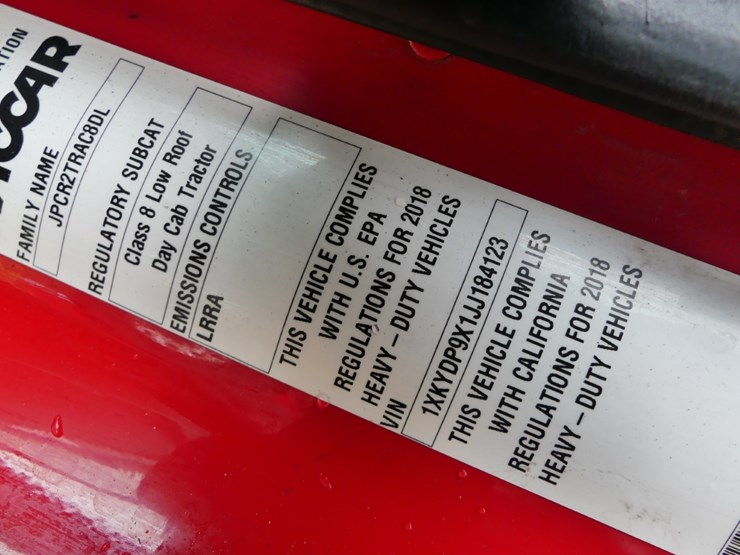 FAMILY NAME
JPCR2TRAC8DL
REGULATORY SUBCAT
Class 8 Low Roof
Day Cab Tractor
EMISSIONS CONTROLS
LRRA
THIS VEHICLE COMPLIES
WITH U.S. EPA
REGULATIONS FOR 2018
HEAVY – DUTY VEHICLES
VIN
1XKYDP9X1JJ184123
THIS VEHICLE COMPLIES
WITH CALIFORNIA
REGULATIONS FOR 2018
HEAVY – DUTY VEHICLES